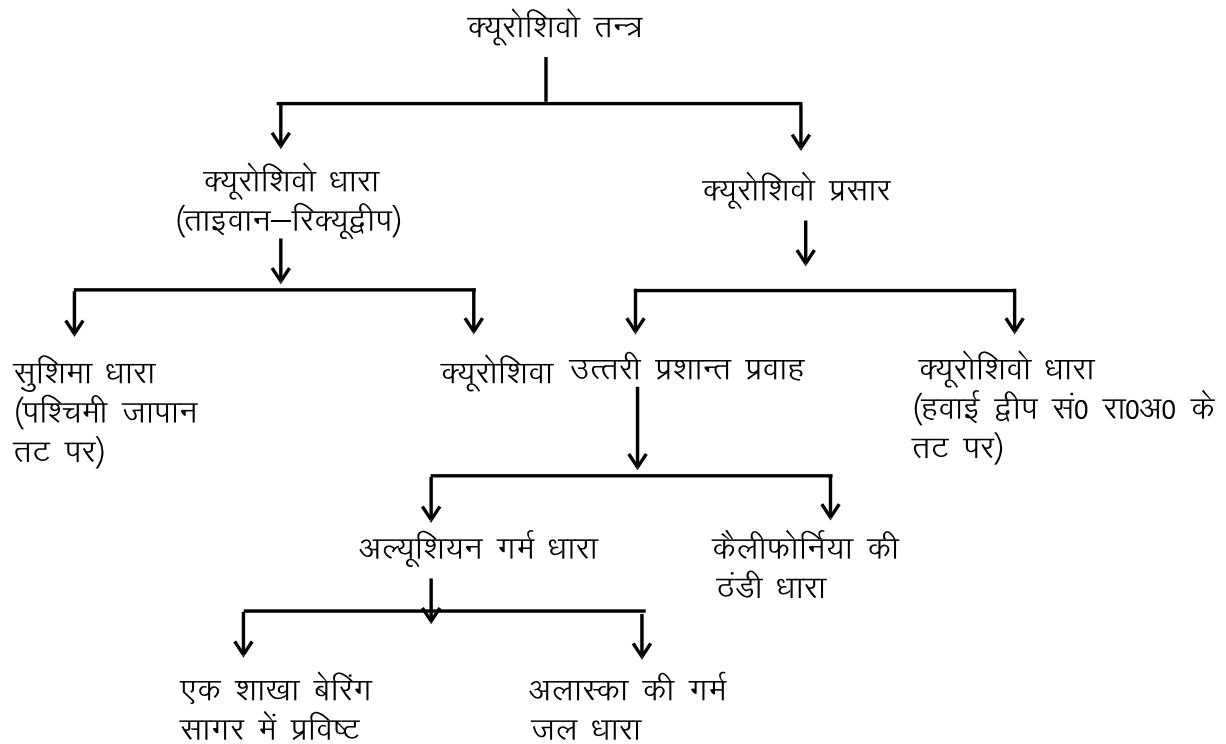 क्यूरोशिवो तन्त्र
क्यूरोशिवो धारा
(ताइवान–रिक्यूद्वीप)
क्यूरोशिवो प्रसार
सुशिमा धारा
(पश्चिमी जापान
तट पर)
क्यूरोशिवा
उत्तरी प्रशान्त प्रवाह
क्यूरोशिवो धारा
(हवाई द्वीप सं0 रा0अ0 के
तट पर)
अल्यूशियन गर्म धारा
कैलीफोर्निया की
ठंडी धारा
एक शाखा बेरिंग
सागर में प्रविष्ट
अलास्का की गर्म
जल धारा